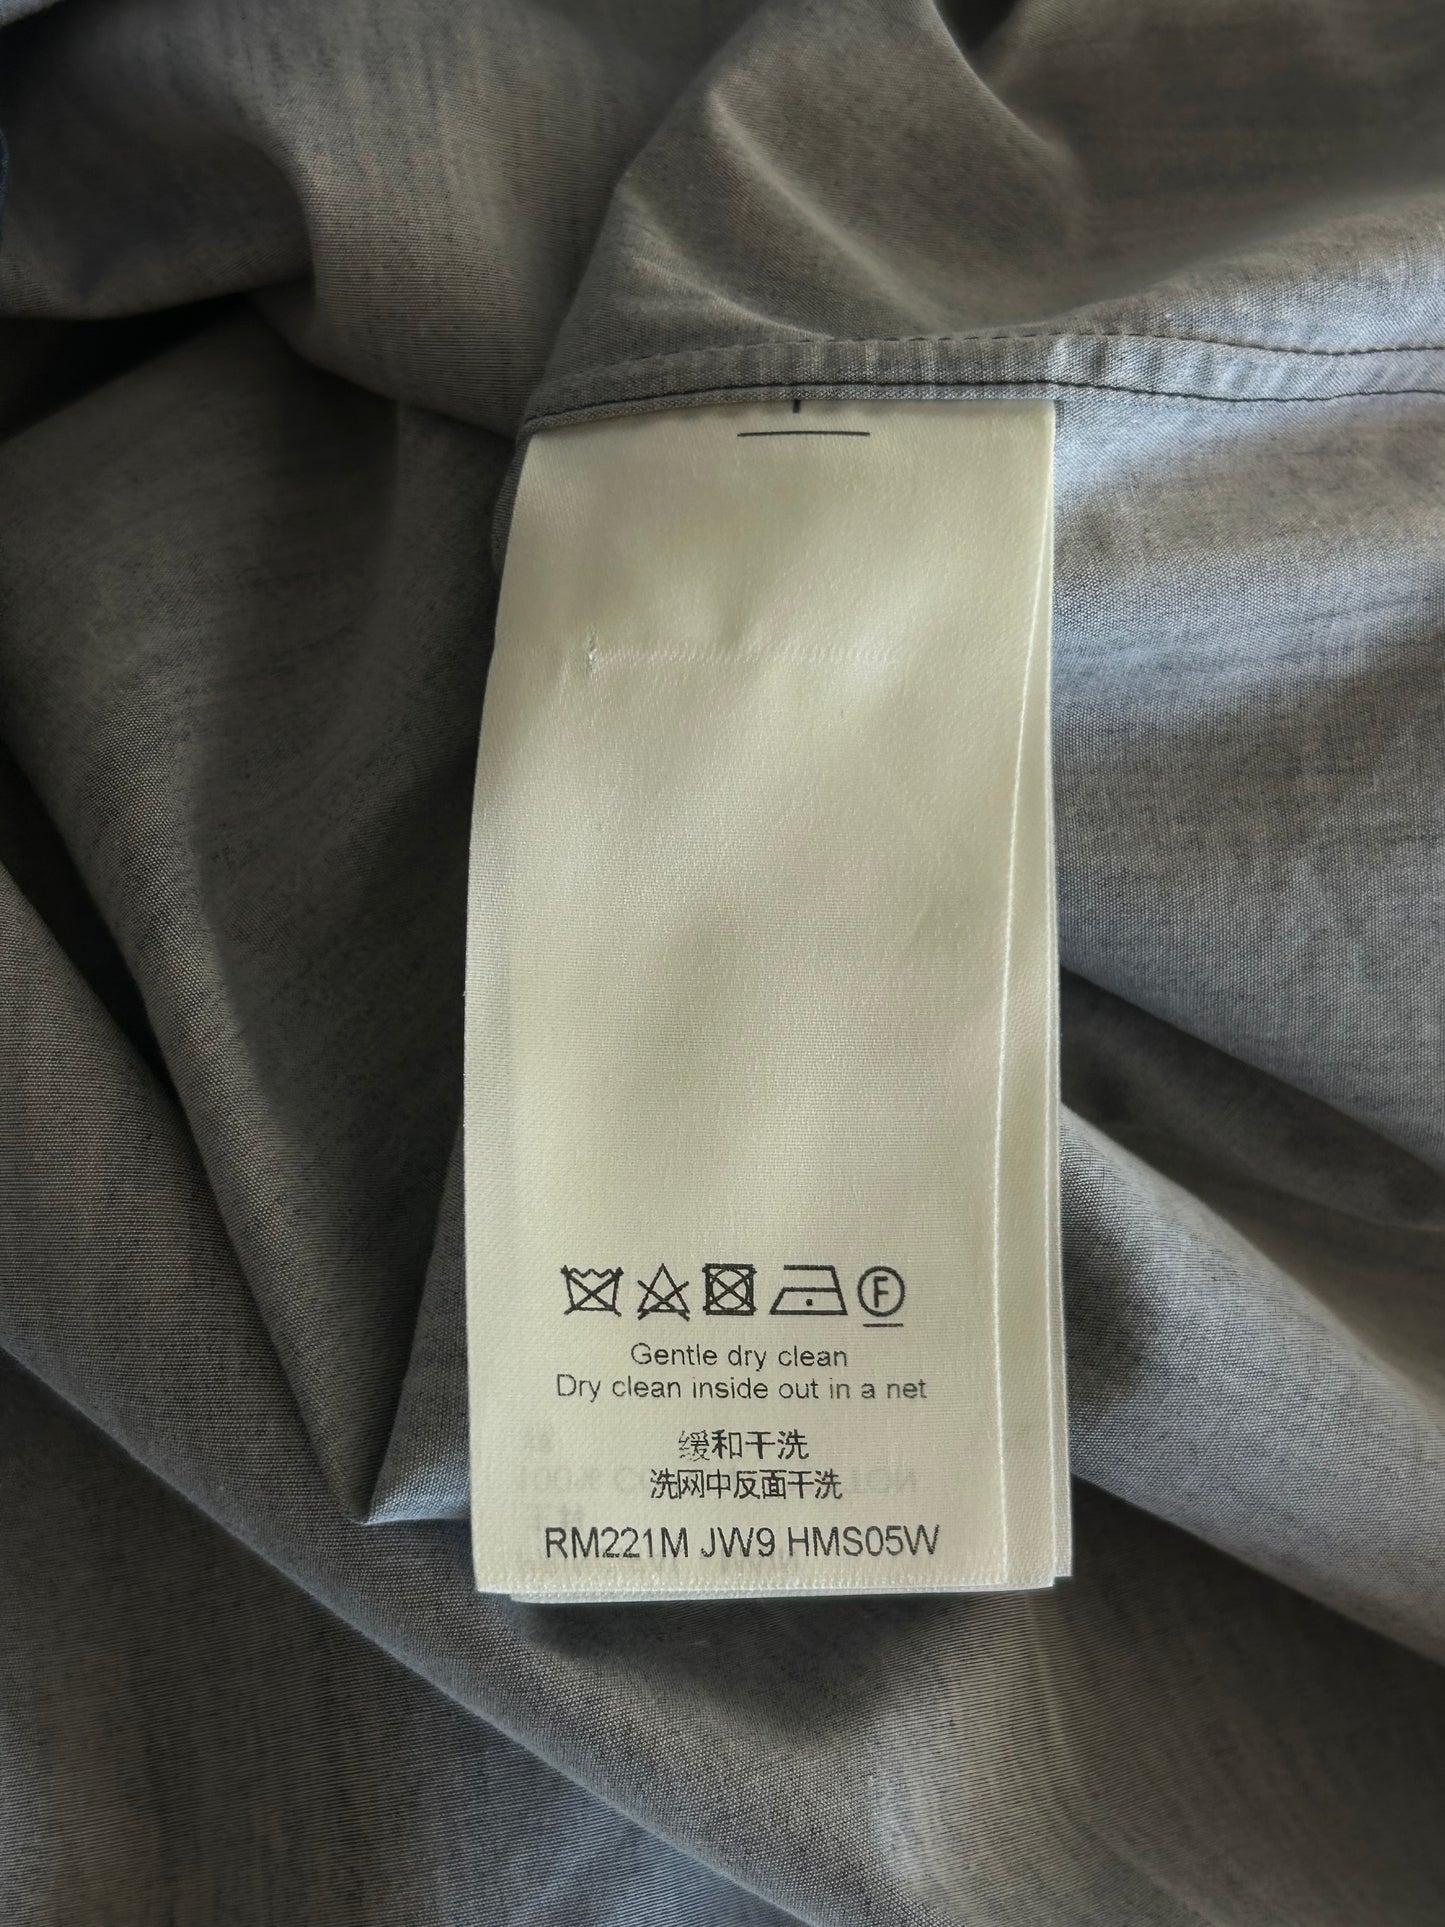 F
Gentle dry clean
Dry clean inside out in a net
缓和干洗
洗网中反面干洗
RM221M JW9 HMS05W